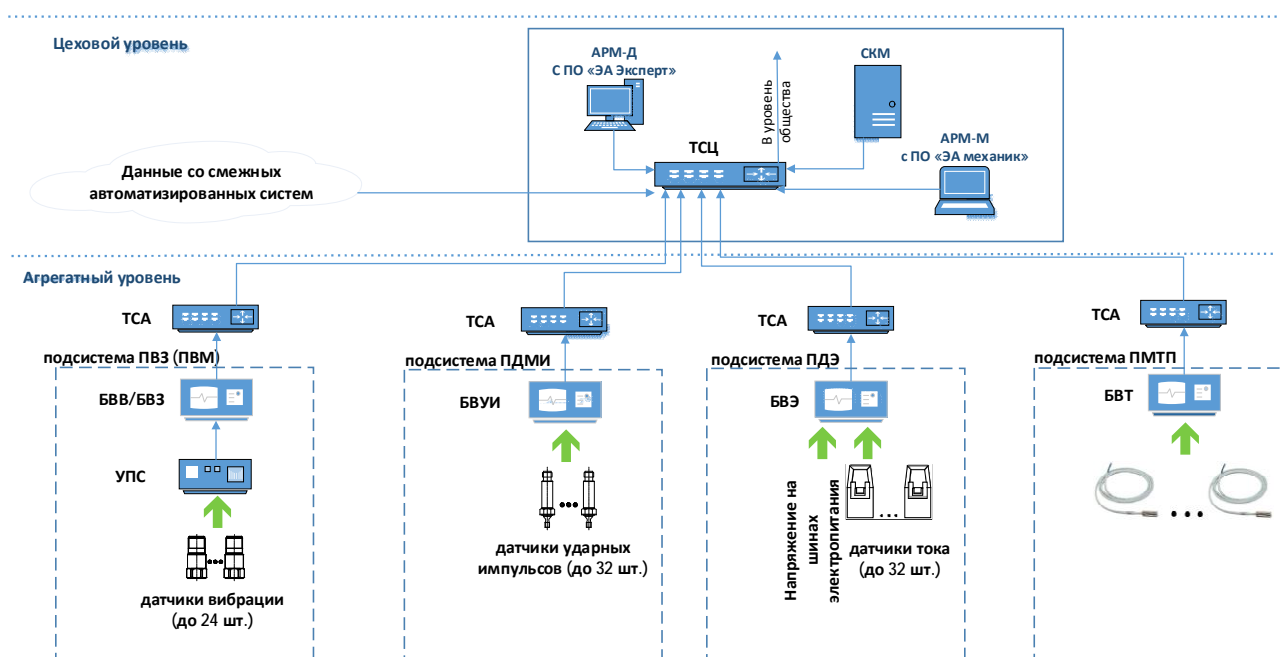 Цеховой уровень
АРМ-Д
С ПО «ЭА Эксперт»
В уровень
общества
СКМ
АРМ-М
с ПО «ЭА механик»
ТСЦ
Данные со смежных
автоматизированных систем
Агрегатный уровень
ТСА
ТСА
ТСА
ТСА
подсистема ПВЗ (ПВМ)
подсистема ПДМИ
подсистема ПДЭ
подсистема ПМТП
БВВ/БВЗ
БВУИ
БВЭ
БВТ
УПС
датчики вибрации
(до 24 шт.)
датчики ударных
импульсов (до 32 шт.)
Напряжение на
шинах
электропитания
датчики тока
(до 32 шт.)